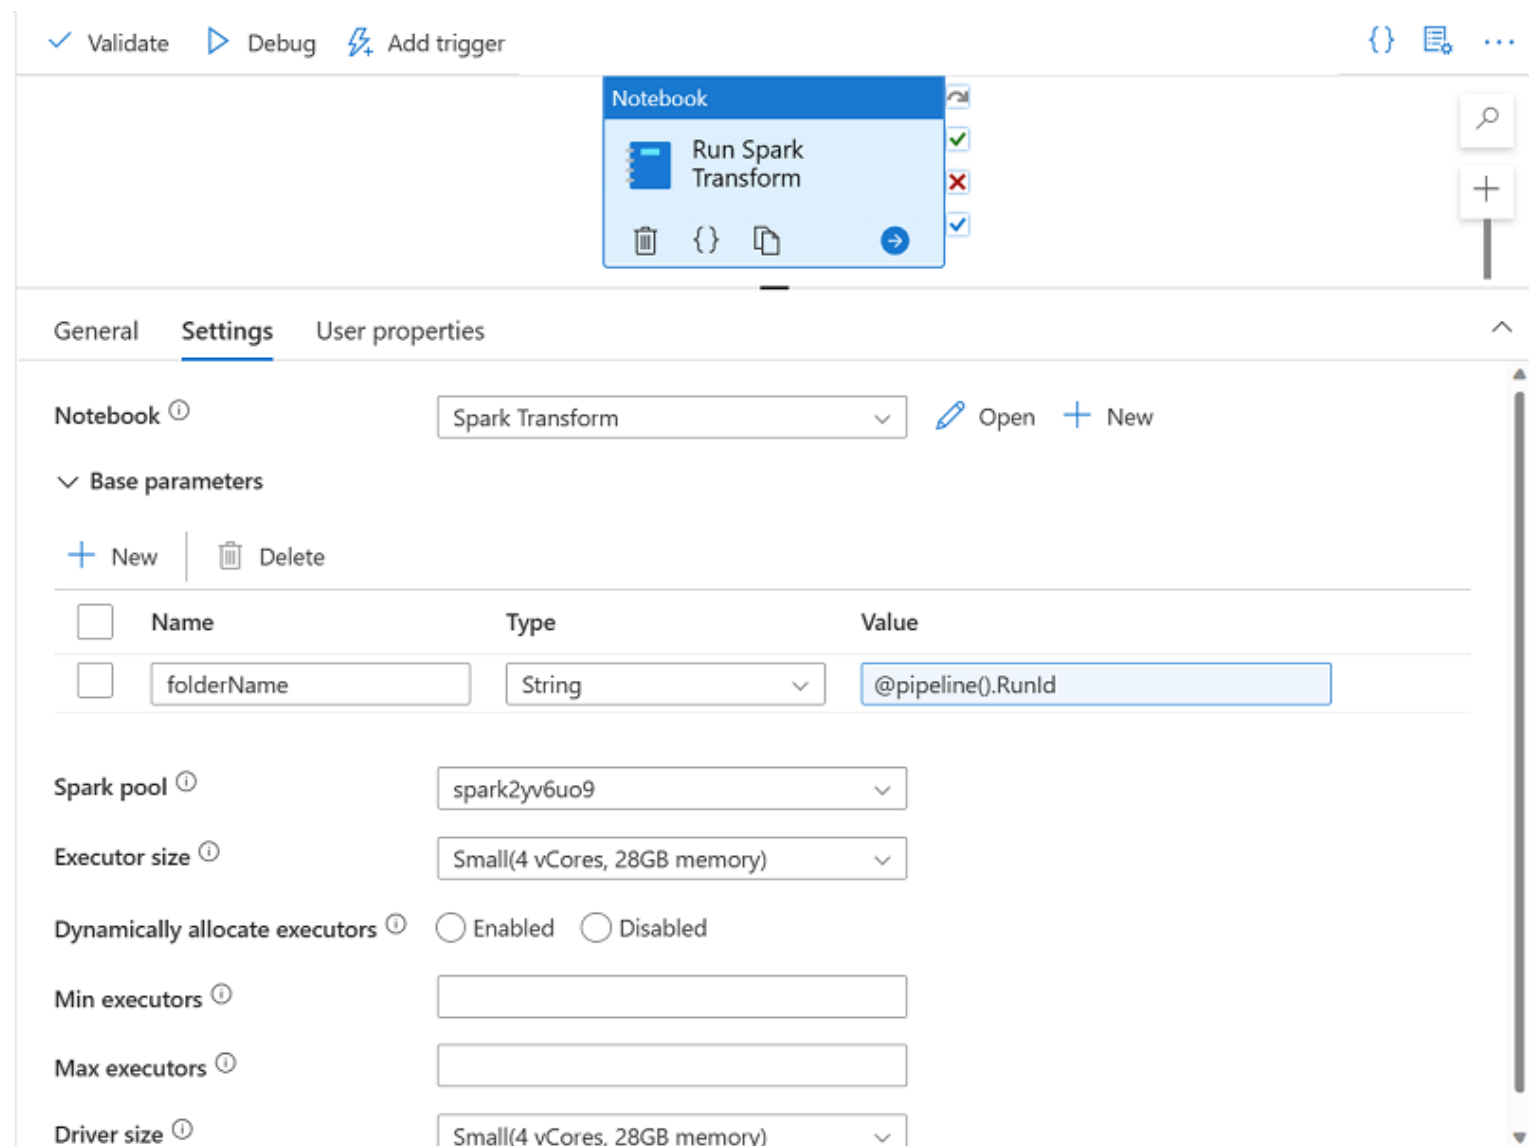 Validate Debug Add trigger { } ...
Notebook
Run Spark
Transform
{ }
General Settings User properties
Notebook Spark Transform Open New
Base parameters
New Delete
Name Type Value
folderName String @pipeline().RunId
Spark pool spark2yv6uo9
Executor size Small(4 vCores, 28GB memory)
Dynamically allocate executors Enabled Disabled
Min executors
Max executors
Driver size Small(4 vCores, 28GB memory)